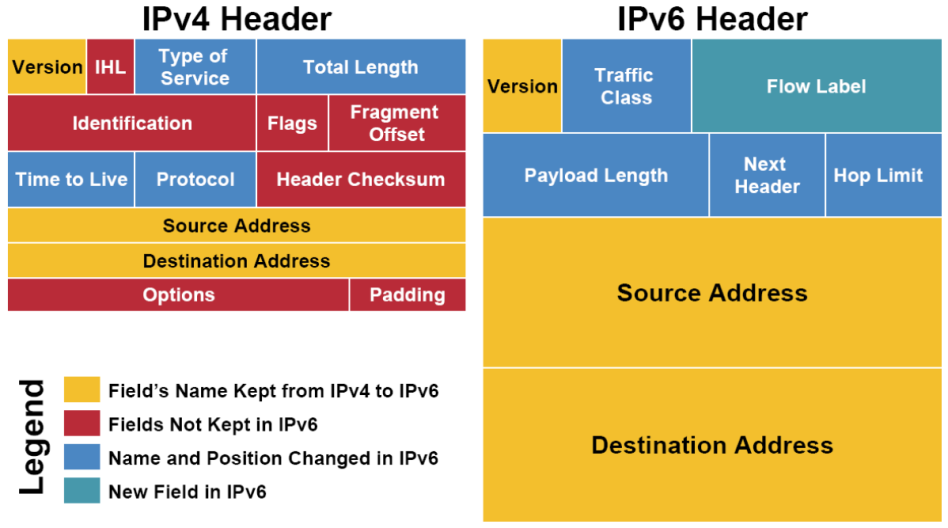 IPv4 Header
Version
IHL
Type of
Service
Total Length
Identification
Flags
Fragment
Offset
Time to Live
Protocol
Header Checksum
Source Address
Destination Address
Options
Padding
IPv6 Header
Version
Traffic
Class
Flow Label
Payload Length
Next
Header
Hop Limit
Source Address
Destination Address
Legend
Field's Name Kept from IPv4 to IPv6
Fields Not Kept in IPv6
Name and Position Changed in IPv6
New Field in IPv6